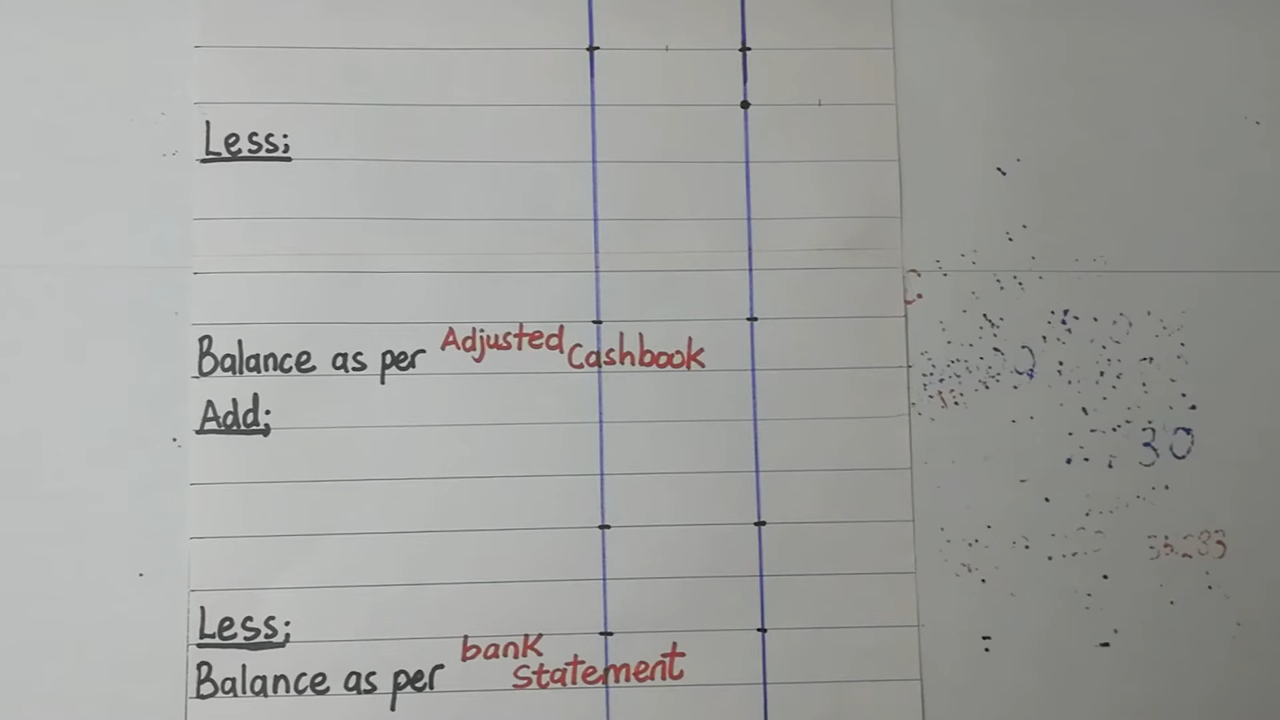 Less;
Balance as per Adjusted Cashbook
Add;
30
Less;
Balance as per bank Statement